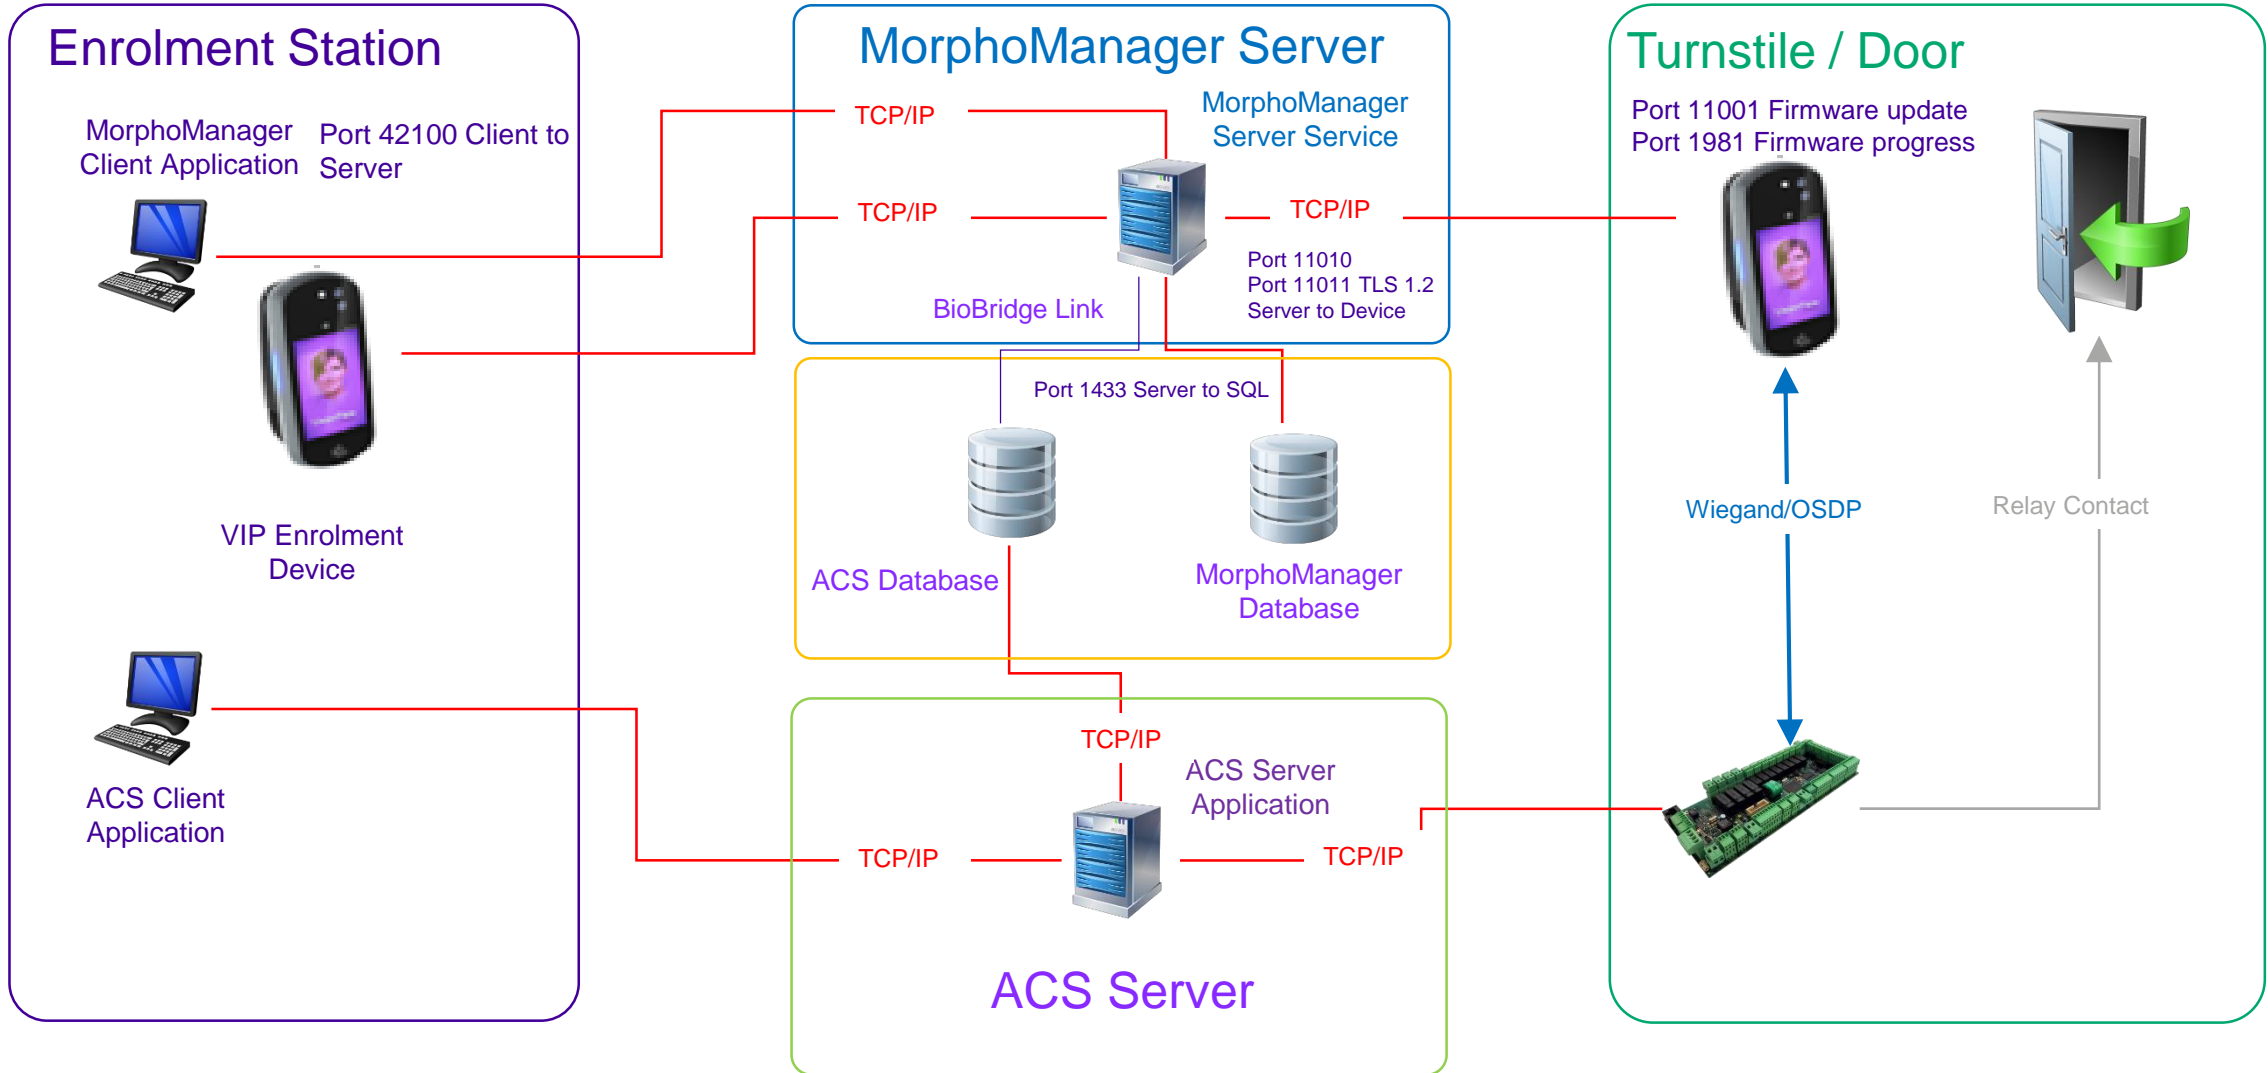 Enrolment Station
MorphoManager
Client Application
Port 42100 Client to
Server
VIP Enrolment
Device
ACS Client
Application
MorphoManager Server
TCP/IP
MorphoManager
Server Service
TCP/IP
TCP/IP
Port 11010
Port 11011 TLS 1.2
Server to Device
BioBridge Link
Port 1433 Server to SQL
ACS Database
MorphoManager
Database
TCP/IP
ACS Server
Application
TCP/IP
TCP/IP
ACS Server
Turnstile / Door
Port 11001 Firmware update
Port 1981 Firmware progress
Wiegand/OSDP
Relay Contact